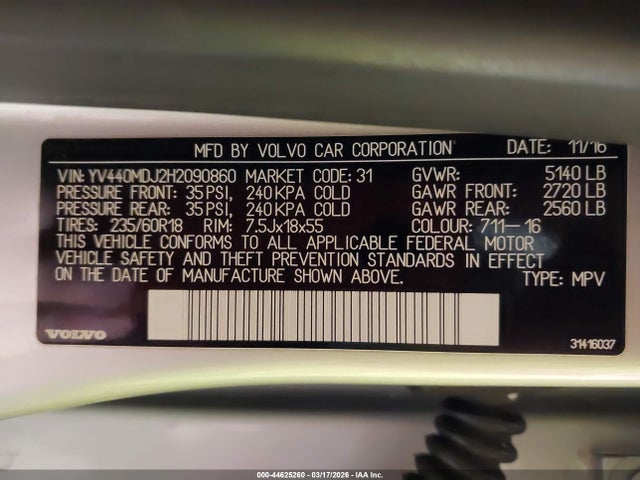 MFD BY VOLVO CAR CORPORATION DATE: 11/16
VIN: YV440MDJ2H2090860 MARKET CODE: 31 GVWR: 5140 LB
PRESSURE FRONT: 35 PSI, 240 KPA COLD GAWR FRONT: 2720 LB
PRESSURE REAR: 35 PSI, 240 KPA COLD GAWR REAR: 2560 LB
TIRES: 235/60R18 RIM: 7.5Jx18x55 COLOUR: 711-16
THIS VEHICLE CONFORMS TO ALL APPLICABLE FEDERAL MOTOR
VEHICLE SAFETY AND THEFT PREVENTION STANDARDS IN EFFECT
ON THE DATE OF MANUFACTURE SHOWN ABOVE. TYPE: MPV
VOLVO 31416037
000-44625260 - 03/17/2026 - IAA Inc.